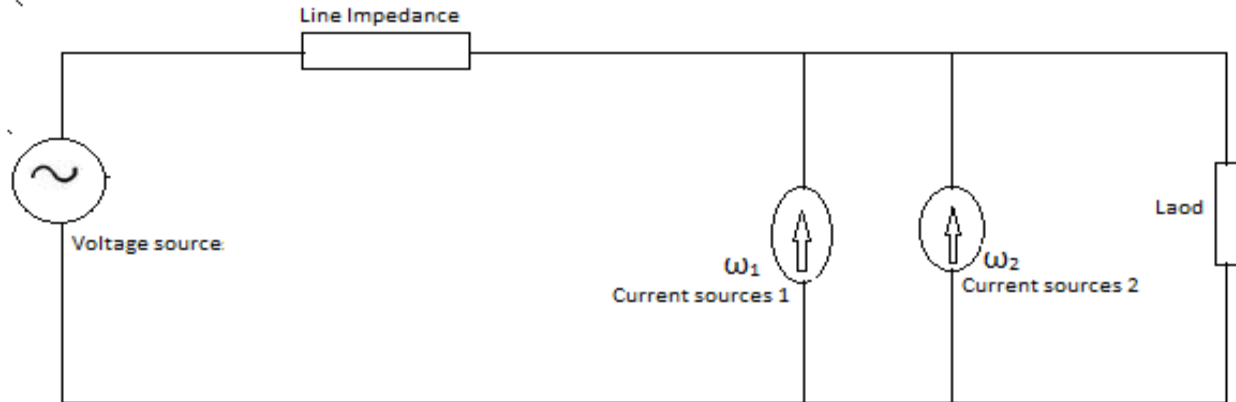 Line Impedance
Voltage source
Laod
ω1
Current sources 1
ω2
Current sources 2